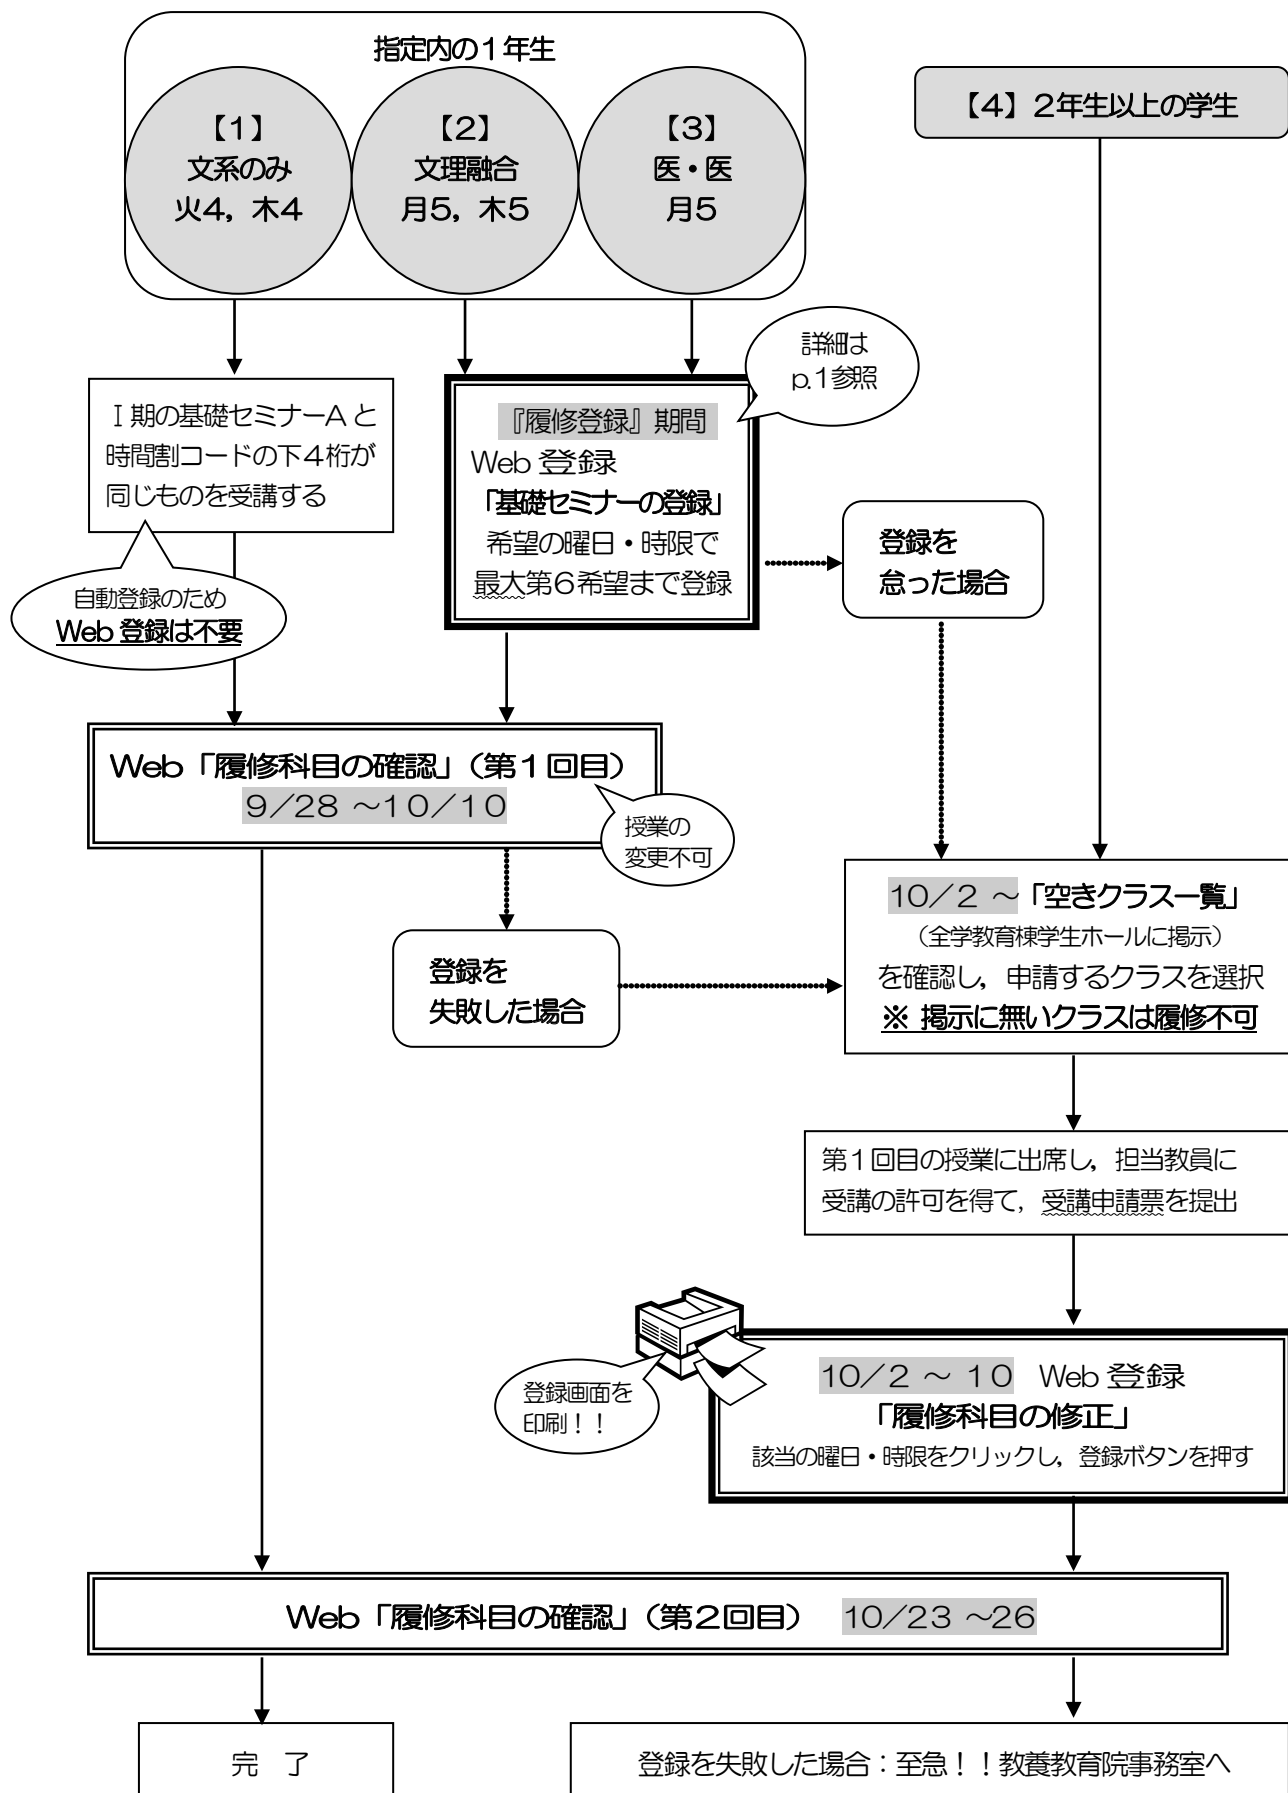 指定内の1年生
【1】
文系のみ
火4，木4
【2】
文理融合
月5，木5
【3】
医・医
月5
【4】2年生以上の学生
詳細は
p.1参照
Ⅰ期の基礎セミナーAと
時間割コードの下4桁が
同じものを受講する
自動登録のため
Web 登録は不要
『履修登録』期間
Web 登録
「基礎セミナーの登録」
希望の曜日・時限で
最大第6希望まで登録
登録を
怠った場合
Web「履修科目の確認」（第1回目）
9／28 ～10／10
授業の
変更不可
登録を
失敗した場合
10／2 ～「空きクラス一覧」
（全学教育棟学生ホールに掲示）
を確認し，申請するクラスを選択
※ 掲示に無いクラスは履修不可
第1回目の授業に出席し，担当教員に
受講の許可を得て，受講申請票を提出
登録画面を
印刷！！
10／2 ～ 10 Web 登録
「履修科目の修正」
該当の曜日・時限をクリックし，登録ボタンを押す
Web「履修科目の確認」（第2回目） 10／23 ～26
完 了
登録を失敗した場合：至急！！教養教育院事務室へ